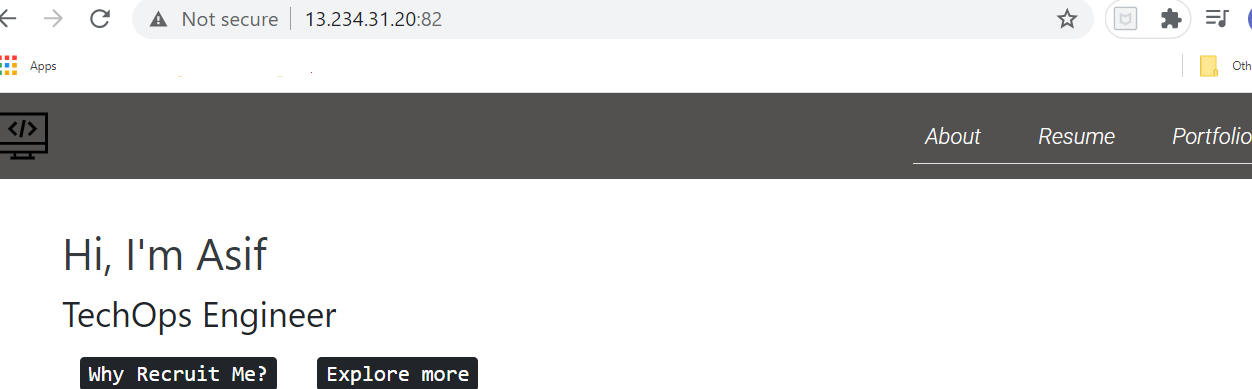 Not secure 13.234.31.20:82
Apps
Oth
</>
About Resume Portfolio
Hi, I'm Asif
TechOps Engineer
Why Recruit Me? Explore more